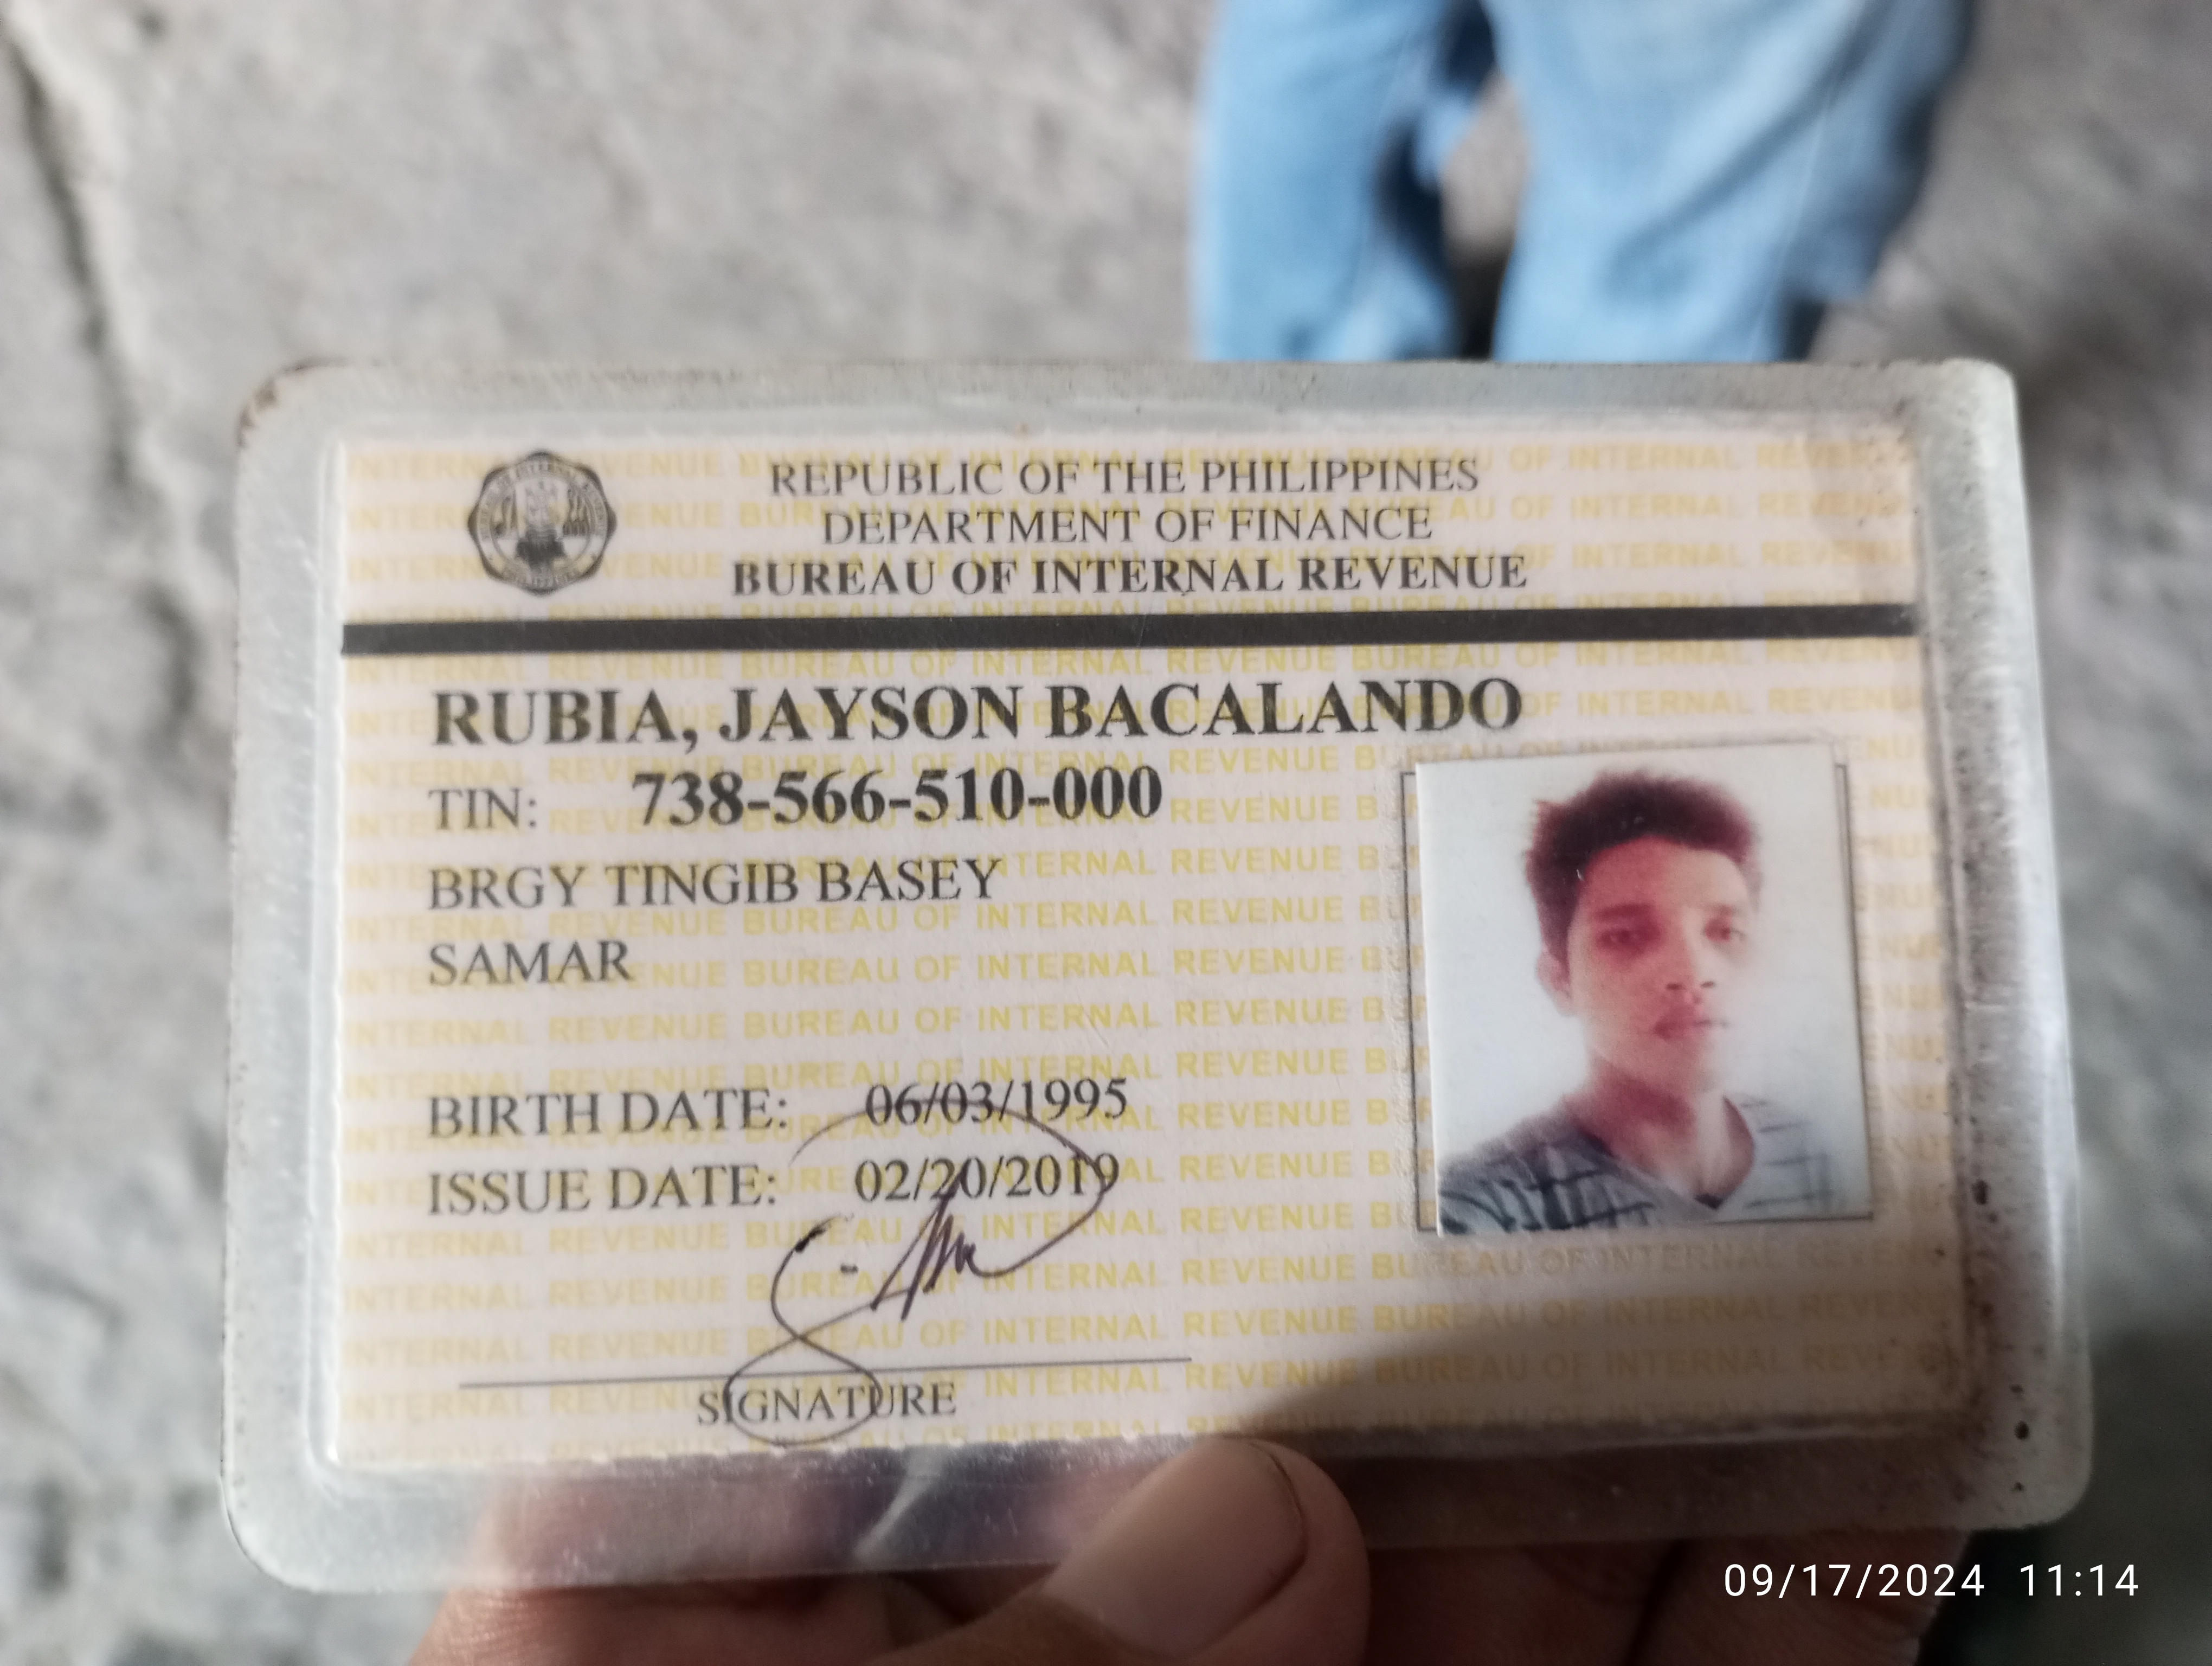 REPUBLIC OF THE PHILIPPINES
DEPARTMENT OF FINANCE
BUREAU OF INTERNAL REVENUE
RUBIA, JAYSON BACALANDO
TIN: 738-566-510-000
BRGY TINGIB BASEY
SAMAR
BIRTH DATE: 06/03/1995
ISSUE DATE: 02/20/2019
SIGNATURE
09/17/2024 11:14